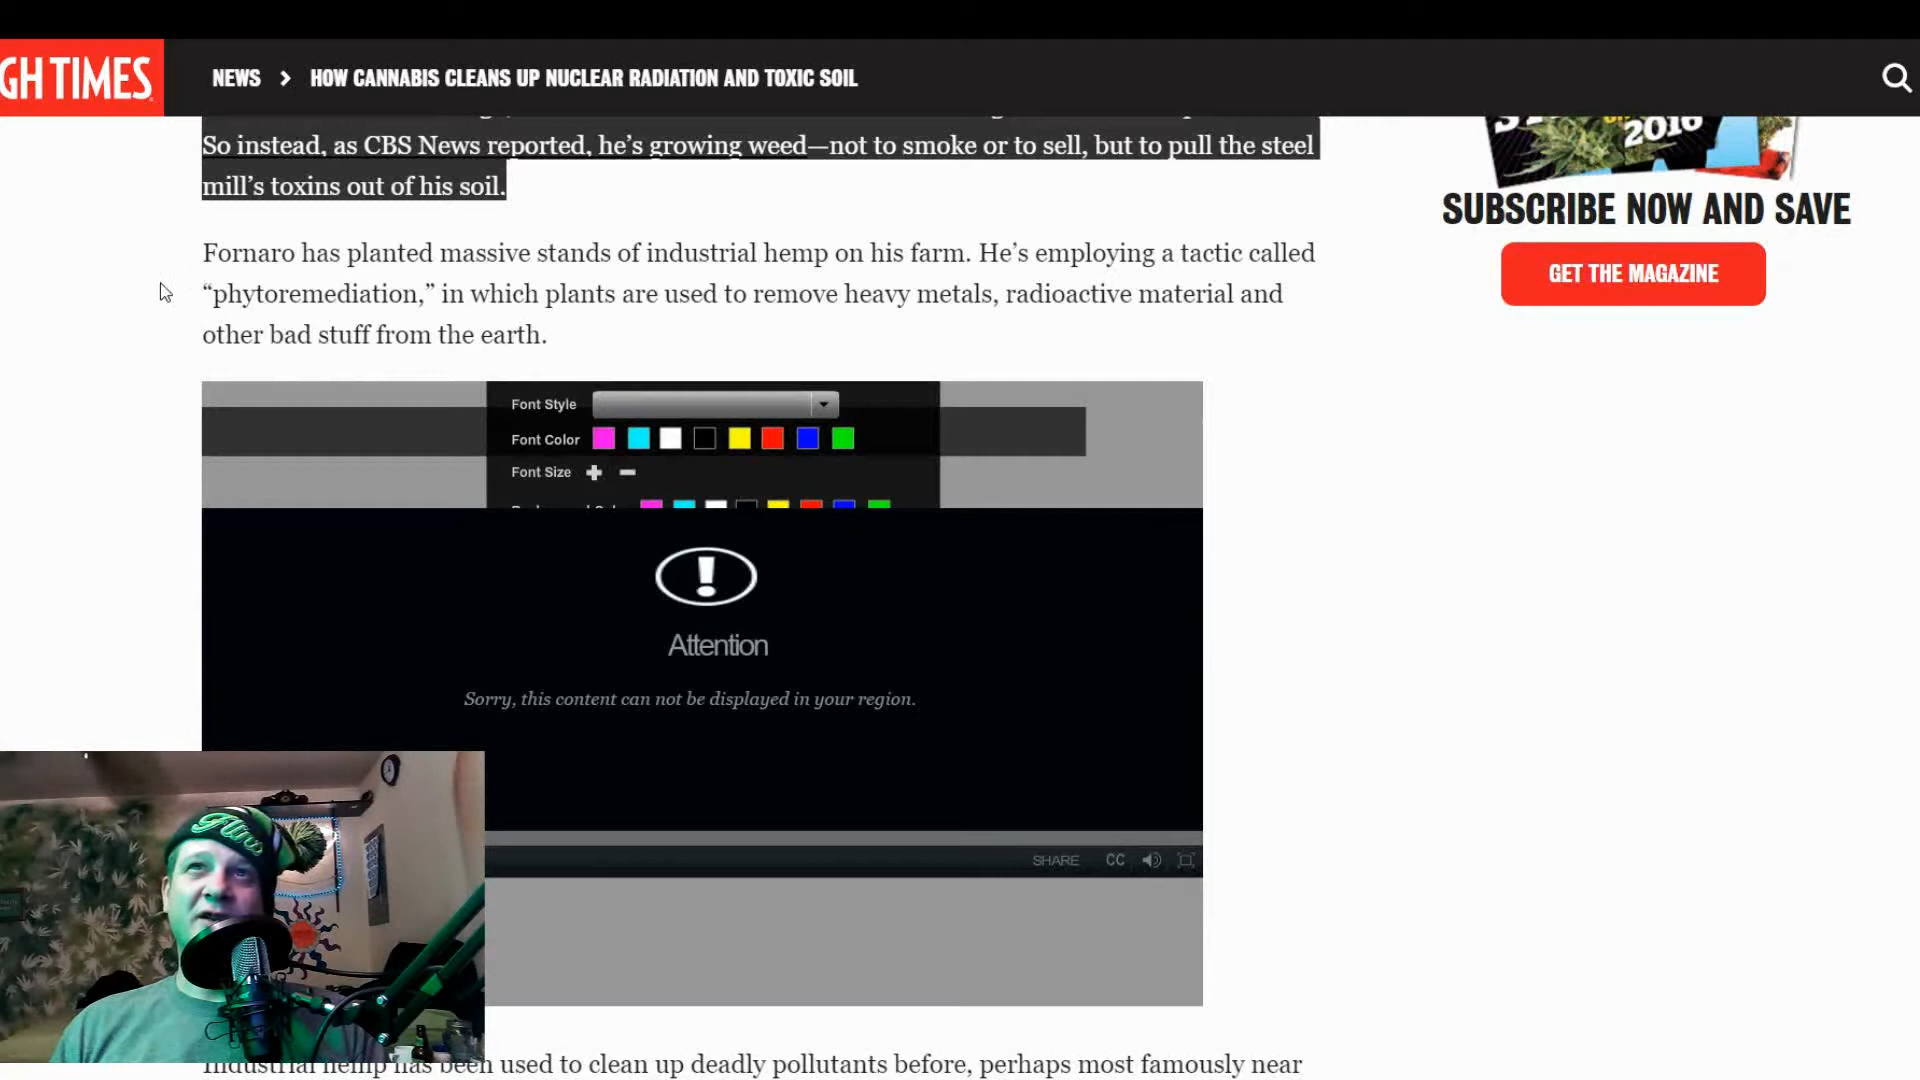 GH TIMES
NEWS > HOW CANNABIS CLEANS UP NUCLEAR RADIATION AND TOXIC SOIL
So instead, as CBS News reported, he's growing weed—not to smoke or to sell, but to pull the steel
mill's toxins out of his soil.
2016
SUBSCRIBE NOW AND SAVE
GET THE MAGAZINE
Fornaro has planted massive stands of industrial hemp on his farm. He's employing a tactic called
“phytoremediation,” in which plants are used to remove heavy metals, radioactive material and
other bad stuff from the earth.
Font Style
Font Color
Font Size
Attention
Sorry, this content can not be displayed in your region.
SHARE CC
Industrial hemp has been used to clean up deadly pollutants before, perhaps most famously near